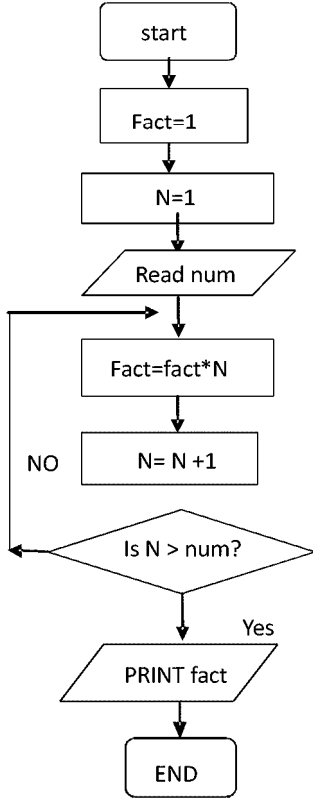 start
Fact=1
N=1
Read num
Fact=fact*N
N= N +1
NO
Is N > num?
Yes
PRINT fact
END